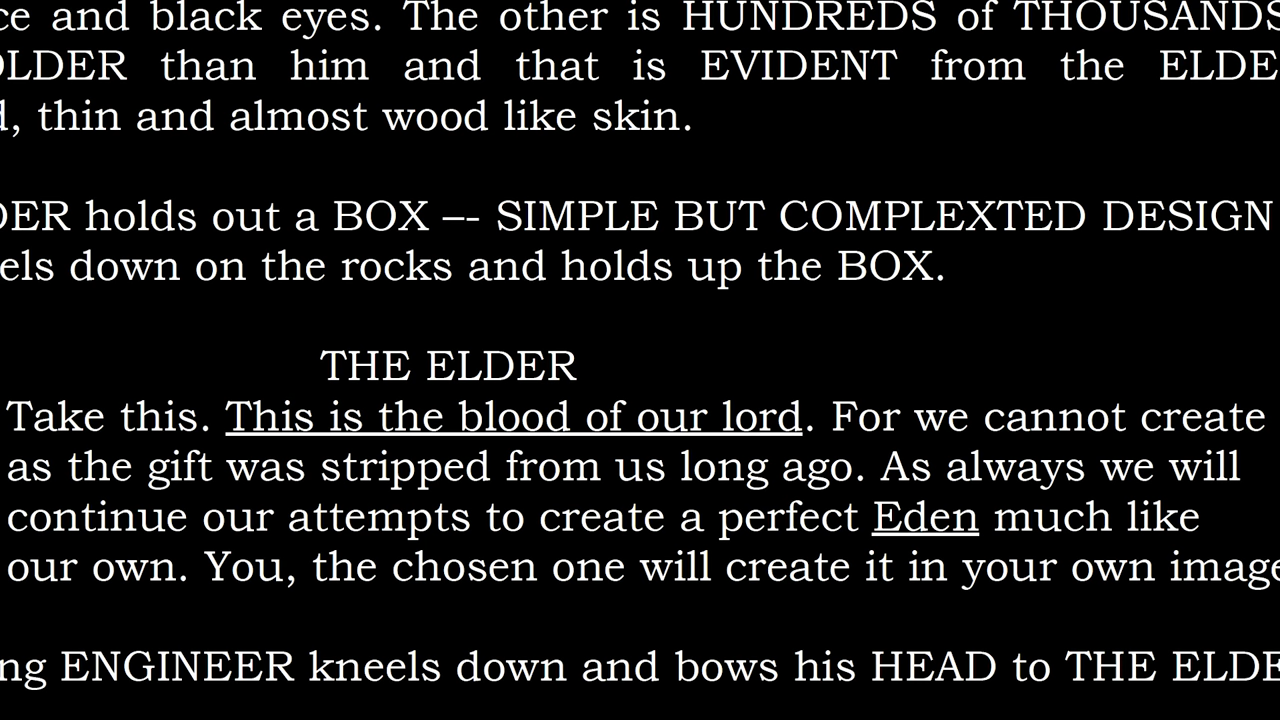 ce and black eyes. The other is HUNDREDS of THOUSANDS
OLDER than him and that is EVIDENT from the ELDE
d, thin and almost wood like skin.
DER holds out a BOX –- SIMPLE BUT COMPLEXTED DESIGN
els down on the rocks and holds up the BOX.
THE ELDER
Take this. This is the blood of our lord. For we cannot create
as the gift was stripped from us long ago. As always we will
continue our attempts to create a perfect Eden much like
our own. You, the chosen one will create it in your own image
ng ENGINEER kneels down and bows his HEAD to THE ELDE